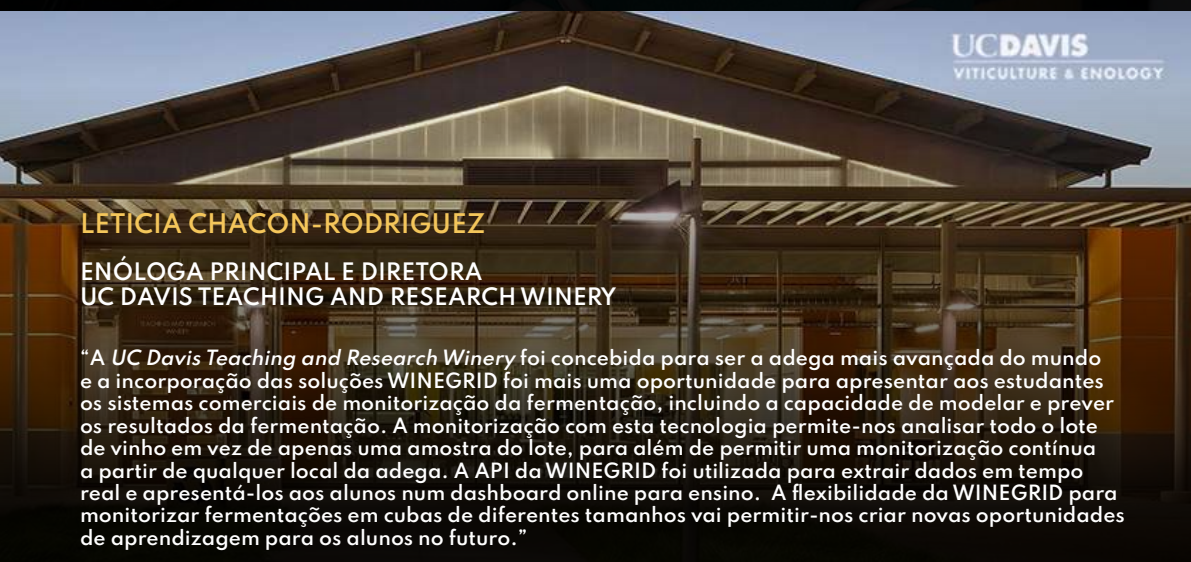 UCDAVIS
VITICULTURE & ENOLOGY
LETICIA CHACON-RODRIGUEZ
ENÓLOGA PRINCIPAL E DIRETORA
UC DAVIS TEACHING AND RESEARCH WINERY
TEACHING AND RESEARCH
WINERY
“A UC Davis Teaching and Research Winery foi concebida para ser a adega mais avançada do mundo
e a incorporação das soluções WINEGRID foi mais uma oportunidade para apresentar aos estudantes
os sistemas comerciais de monitorização da fermentação, incluindo a capacidade de modelar e prever
os resultados da fermentação. A monitorização com esta tecnologia permite-nos analisar todo o lote
de vinho em vez de apenas uma amostra do lote, para além de permitir uma monitorização contínua
a partir de qualquer local da adega. A API da WINEGRID foi utilizada para extrair dados em tempo
real e apresentá-los aos alunos num dashboard online para ensino. A flexibilidade da WINEGRID para
monitorizar fermentações em cubas de diferentes tamanhos vai permitir-nos criar novas oportunidades
de aprendizagem para os alunos no futuro.”